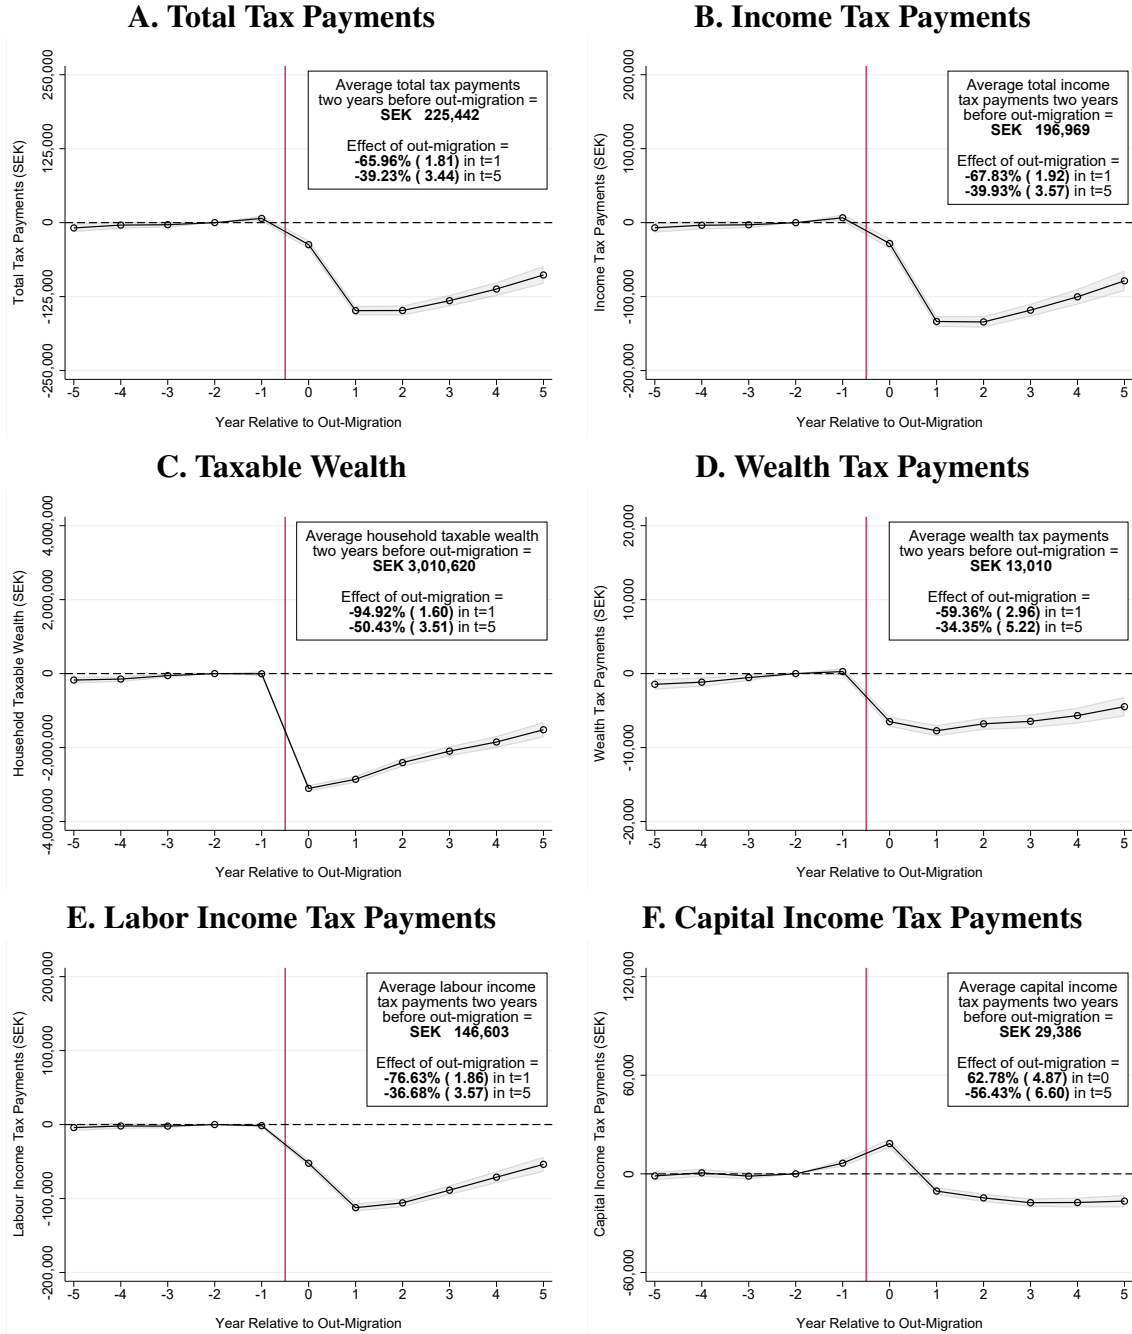 A. Total Tax Payments
Total Tax Payments (SEK)
250,000
125,000
0
-125,000
-250,000
Average total tax payments
two years before out-migration =
SEK 225,442
Effect of out-migration =
-65.96% ( 1.81) in t=1
-39.23% ( 3.44) in t=5
-5 -4 -3 -2 -1 0 1 2 3 4 5
Year Relative to Out-Migration
B. Income Tax Payments
Income Tax Payments (SEK)
200,000
100,000
0
-100,000
-200,000
Average total income
tax payments two years
before out-migration =
SEK 196,969
Effect of out-migration =
-67.83% ( 1.92) in t=1
-39.93% ( 3.57) in t=5
-5 -4 -3 -2 -1 0 1 2 3 4 5
Year Relative to Out-Migration
C. Taxable Wealth
Household Taxable Wealth (SEK)
4,000,000
2,000,000
0
-2,000,000
-4,000,000
Average household taxable wealth
two years before out-migration =
SEK 3,010,620
Effect of out-migration =
-94.92% ( 1.60) in t=1
-50.43% ( 3.51) in t=5
-5 -4 -3 -2 -1 0 1 2 3 4 5
Year Relative to Out-Migration
D. Wealth Tax Payments
Wealth Tax Payments (SEK)
20,000
10,000
0
-10,000
-20,000
Average wealth tax payments
two years before out-migration =
SEK 13,010
Effect of out-migration =
-59.36% ( 2.96) in t=1
-34.35% ( 5.22) in t=5
-5 -4 -3 -2 -1 0 1 2 3 4 5
Year Relative to Out-Migration
E. Labor Income Tax Payments
Labour Income Tax Payments (SEK)
200,000
100,000
0
-100,000
-200,000
Average labour income
tax payments two years
before out-migration =
SEK 146,603
Effect of out-migration =
-76.63% ( 1.86) in t=1
-36.68% ( 3.57) in t=5
-5 -4 -3 -2 -1 0 1 2 3 4 5
Year Relative to Out-Migration
F. Capital Income Tax Payments
Capital Income Tax Payments (SEK)
120,000
60,000
0
-60,000
Average capital income
tax payments two years
before out-migration =
SEK 29,386
Effect of out-migration =
62.78% ( 4.87) in t=0
-56.43% ( 6.60) in t=5
-5 -4 -3 -2 -1 0 1 2 3 4 5
Year Relative to Out-Migration